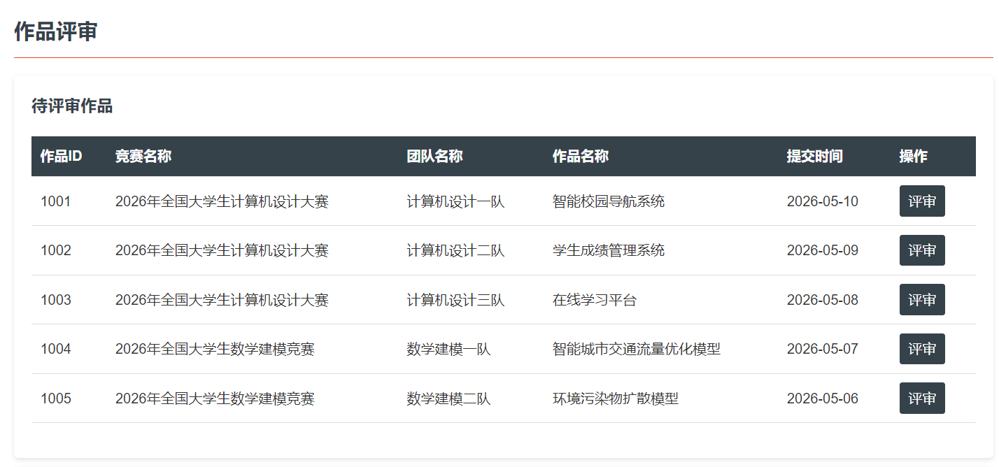 作品评审
待评审作品
作品ID 竞赛名称 团队名称 作品名称 提交时间 操作
1001 2026年全国大学生计算机设计大赛 计算机设计一队 智能校园导航系统 2026-05-10 评审
1002 2026年全国大学生计算机设计大赛 计算机设计二队 学生成绩管理系统 2026-05-09 评审
1003 2026年全国大学生计算机设计大赛 计算机设计三队 在线学习平台 2026-05-08 评审
1004 2026年全国大学生数学建模竞赛 数学建模一队 智能城市交通流量优化模型 2026-05-07 评审
1005 2026年全国大学生数学建模竞赛 数学建模二队 环境污染物扩散模型 2026-05-06 评审